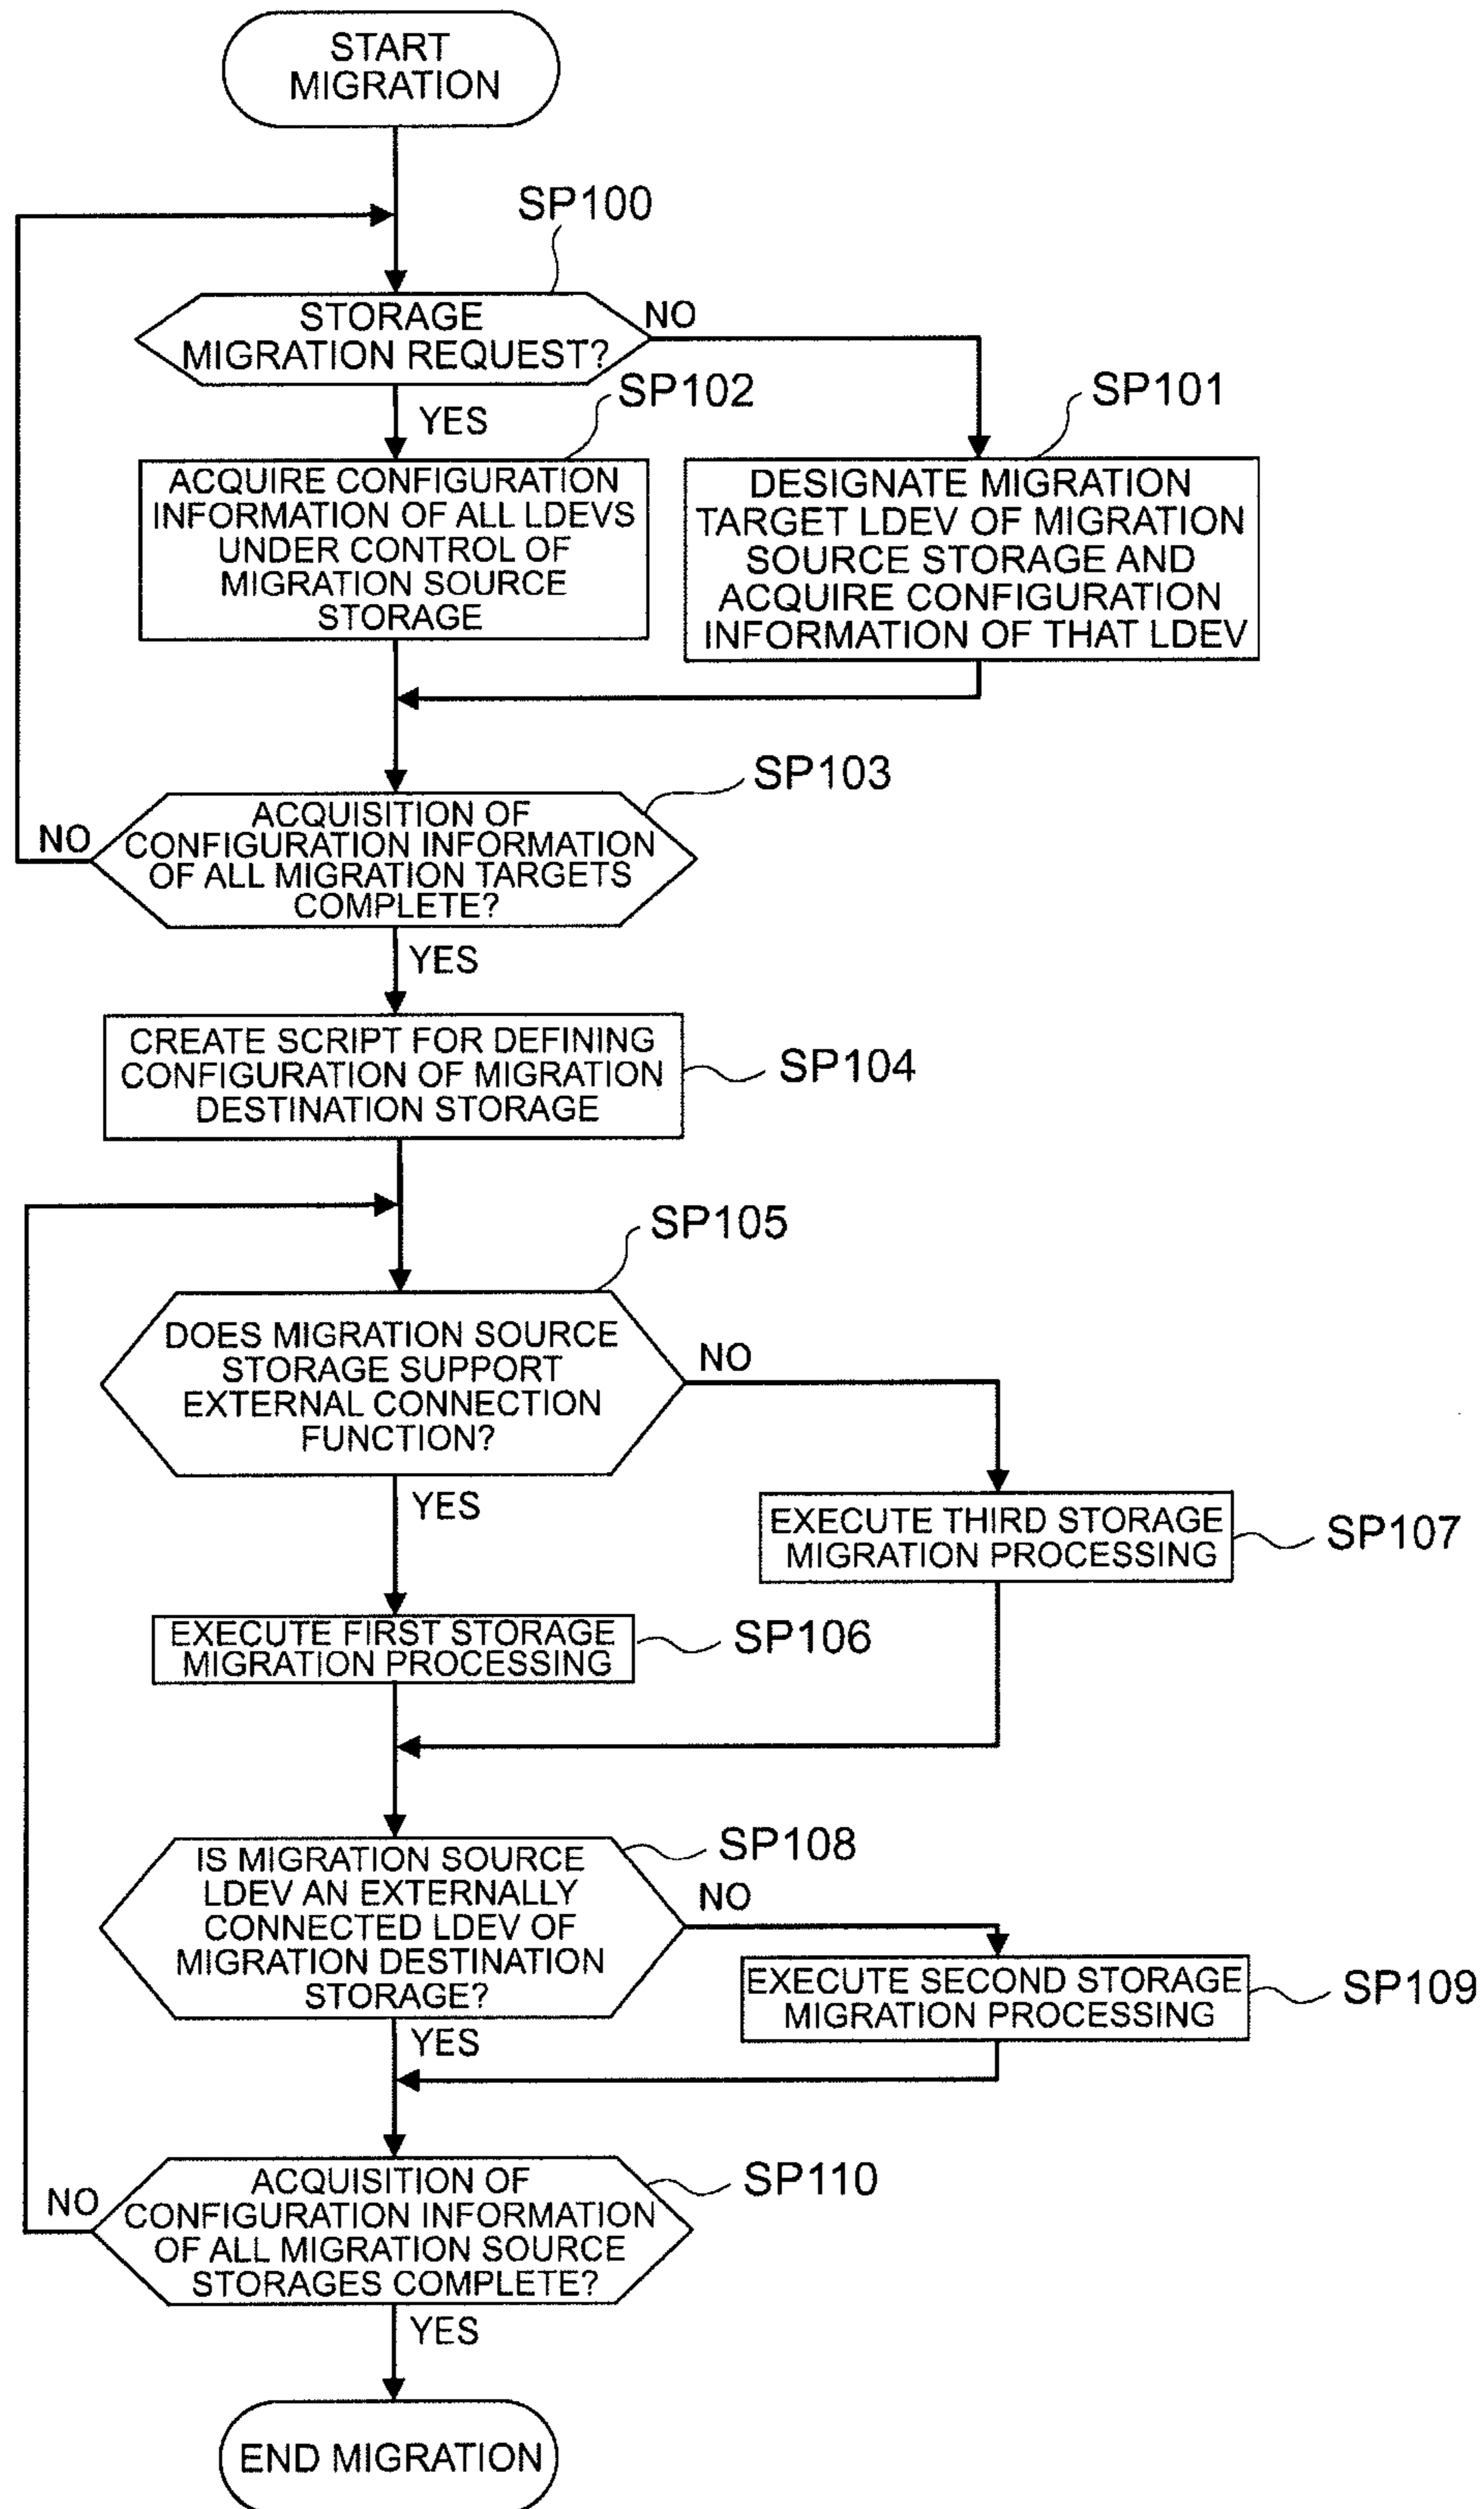 START
MIGRATION
SP100
STORAGE
MIGRATION REQUEST?
NO
YES
SP102
SP101
ACQUIRE CONFIGURATION
INFORMATION OF ALL LDEVS
UNDER CONTROL OF
MIGRATION SOURCE
STORAGE
DESIGNATE MIGRATION
TARGET LDEV OF MIGRATION
SOURCE STORAGE AND
ACQUIRE CONFIGURATION
INFORMATION OF THAT LDEV
SP103
NO
ACQUISITION OF
CONFIGURATION INFORMATION
OF ALL MIGRATION TARGETS
COMPLETE?
YES
CREATE SCRIPT FOR DEFINING
CONFIGURATION OF MIGRATION
DESTINATION STORAGE
SP104
SP105
DOES MIGRATION SOURCE
STORAGE SUPPORT
EXTERNAL CONNECTION
FUNCTION?
NO
YES
EXECUTE THIRD STORAGE
MIGRATION PROCESSING
SP107
EXECUTE FIRST STORAGE
MIGRATION PROCESSING
SP106
SP108
IS MIGRATION SOURCE
LDEV AN EXTERNALLY
CONNECTED LDEV OF
MIGRATION DESTINATION
STORAGE?
NO
YES
EXECUTE SECOND STORAGE
MIGRATION PROCESSING
SP109
SP110
NO
ACQUISITION OF
CONFIGURATION INFORMATION
OF ALL MIGRATION SOURCE
STORAGES COMPLETE?
YES
END MIGRATION